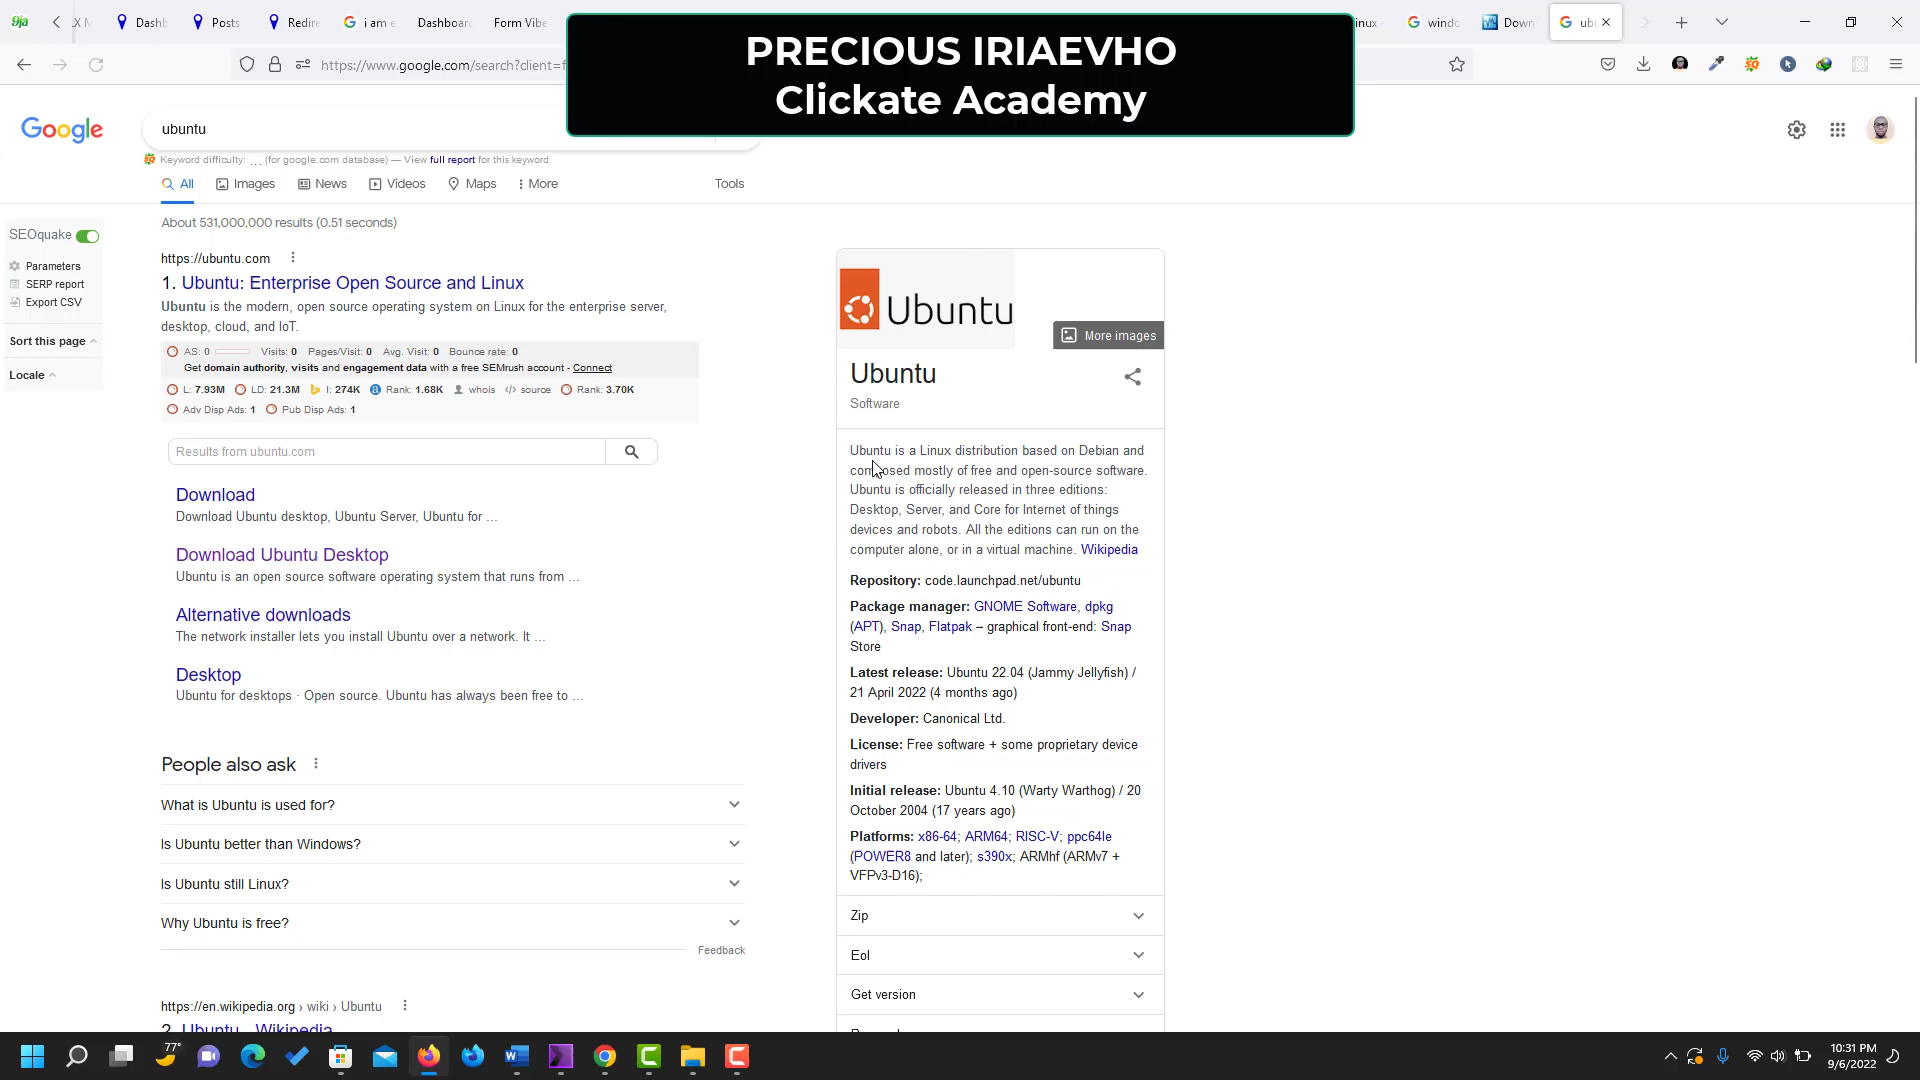 9ja
X M
Dashb
Posts
Redire
i am e
Dashboard
Form Vibe
inux
windo
Down
ub
https://www.google.com/search?client=f
PRECIOUS IRIAEVHO
Clickate Academy
Google
ubuntu
Keyword difficulty: ... (for google.com database) — View full report for this keyword
All
Images
News
Videos
Maps
More
Tools
About 531,000,000 results (0.51 seconds)
SEOquake
Parameters
SERP report
Export CSV
Sort this page
Locale
https://ubuntu.com
1. Ubuntu: Enterprise Open Source and Linux
Ubuntu is the modern, open source operating system on Linux for the enterprise server,
desktop, cloud, and IoT.
AS: 0 Visits: 0 Pages/Visit: 0 Avg. Visit: 0 Bounce rate: 0
Get domain authority, visits and engagement data with a free SEMrush account - Connect
L: 7.93M LD: 21.3M I: 274K Rank: 1.68K whois </> source Rank: 3.70K
Adv Disp Ads: 1 Pub Disp Ads: 1
Results from ubuntu.com
Download
Download Ubuntu desktop, Ubuntu Server, Ubuntu for ...
Download Ubuntu Desktop
Ubuntu is an open source software operating system that runs from ...
Alternative downloads
The network installer lets you install Ubuntu over a network. It ...
Desktop
Ubuntu for desktops · Open source. Ubuntu has always been free to ...
People also ask
What is Ubuntu is used for?
Is Ubuntu better than Windows?
Is Ubuntu still Linux?
Why Ubuntu is free?
Feedback
https://en.wikipedia.org › wiki › Ubuntu
2. Ubuntu - Wikipedia
Ubuntu
More images
Ubuntu
Software
Ubuntu is a Linux distribution based on Debian and
composed mostly of free and open-source software.
Ubuntu is officially released in three editions:
Desktop, Server, and Core for Internet of things
devices and robots. All the editions can run on the
computer alone, or in a virtual machine. Wikipedia
Repository: code.launchpad.net/ubuntu
Package manager: GNOME Software, dpkg
(APT), Snap, Flatpak – graphical front-end: Snap
Store
Latest release: Ubuntu 22.04 (Jammy Jellyfish) /
21 April 2022 (4 months ago)
Developer: Canonical Ltd.
License: Free software + some proprietary device
drivers
Initial release: Ubuntu 4.10 (Warty Warthog) / 20
October 2004 (17 years ago)
Platforms: x86-64; ARM64; RISC-V; ppc64le
(POWER8 and later); s390x; ARMhf (ARMv7 +
VFPv3-D16);
Zip
Eol
Get version
77°
10:31 PM
9/6/2022